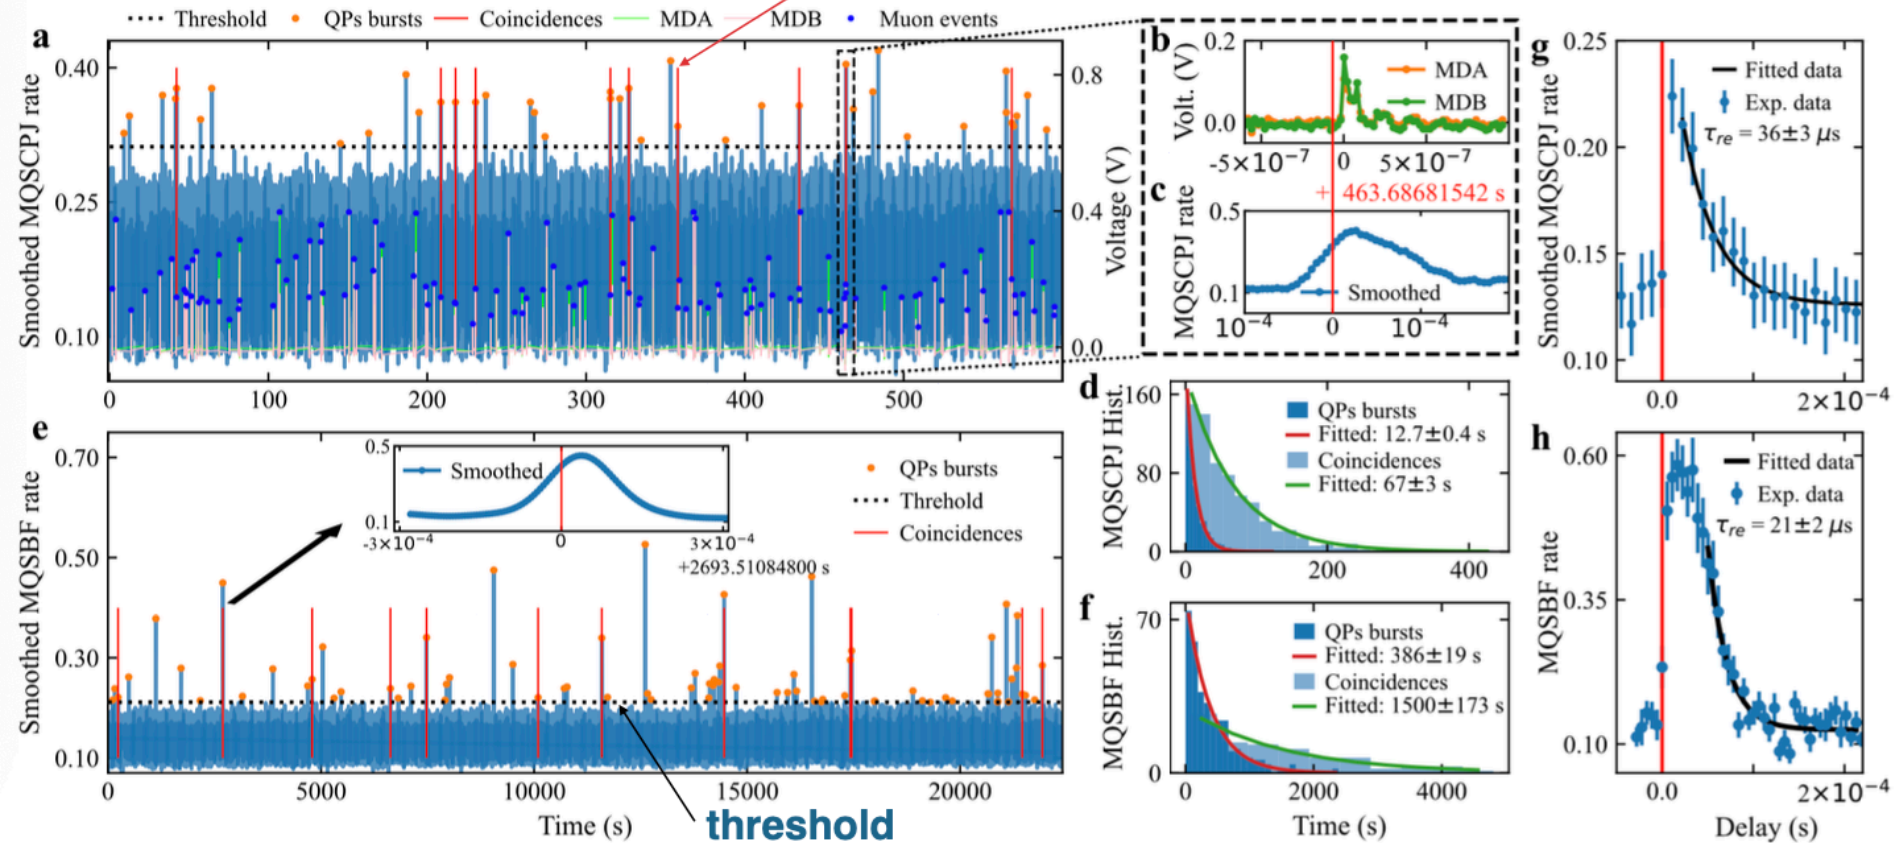 Threshold QPs bursts Coincidences MDA MDB Muon events
a
Smoothed MQSCPJ rate
0.40
0.25
0.10
0.8
0.4
0.0
Voltage (V)
0 100 200 300 400 500
b
Volt. (V)
0.2
0.0
MDA
MDB
-5×10⁻⁷ 0 5×10⁻⁷
+ 463.68681542 s
c
MQSCPJ rate
0.5
0.1
Smoothed
10⁻⁴ 0 10⁻⁴
d
MQSCPJ Hist.
160
80
0
QPs bursts
Fitted: 12.7±0.4 s
Coincidences
Fitted: 67±3 s
0 200 400
e
Smoothed MQSBF rate
0.70
0.50
0.30
0.10
0.5
0.1
Smoothed
-3×10⁻⁴ 0 3×10⁻⁴
+2693.51084800 s
QPs bursts
Threhold
Coincidences
0 5000 10000 15000 20000
Time (s)
threshold
f
MQSBF Hist.
70
0
QPs bursts
Fitted: 386±19 s
Coincidences
Fitted: 1500±173 s
0 2000 4000
Time (s)
g
Smoothed MQSCPJ rate
0.25
0.20
0.15
0.10
Fitted data
Exp. data
τre = 36±3 μs
0.0 2×10⁻⁴
h
MQSBF rate
0.60
0.35
0.10
Fitted data
Exp. data
τre = 21±2 μs
0.0 2×10⁻⁴
Delay (s)